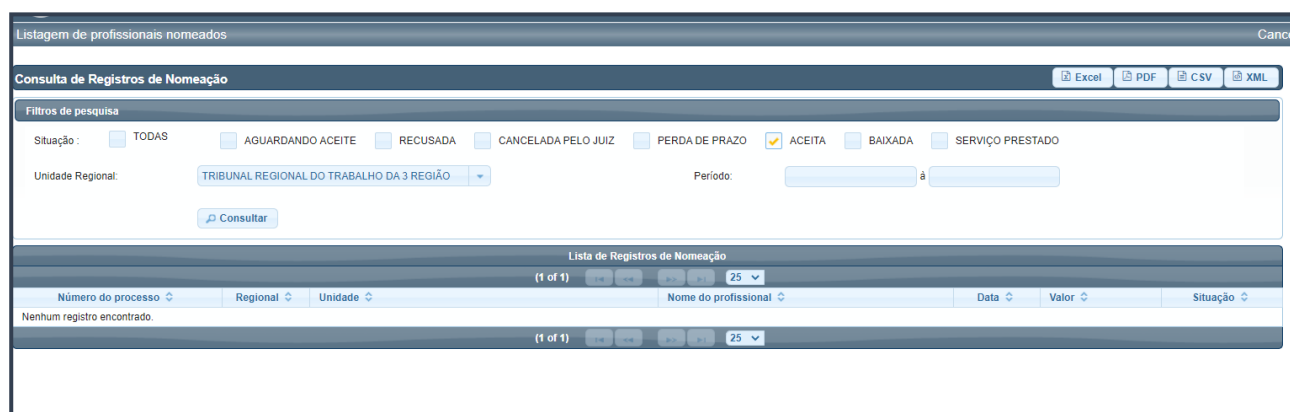 Listagem de profissionais nomeados
Consulta de Registros de Nomeação Excel PDF CSV XML
Filtros de pesquisa
Situação : TODAS AGUARDANDO ACEITE RECUSADA CANCELADA PELO JUIZ PERDA DE PRAZO ACEITA BAIXADA SERVIÇO PRESTADO
Unidade Regional: TRIBUNAL REGIONAL DO TRABALHO DA 3 REGIÃO Período: à
Consultar
Lista de Registros de Nomeação
(1 of 1) 25
Número do processo Regional Unidade Nome do profissional Data Valor Situação
Nenhum registro encontrado.
(1 of 1) 25